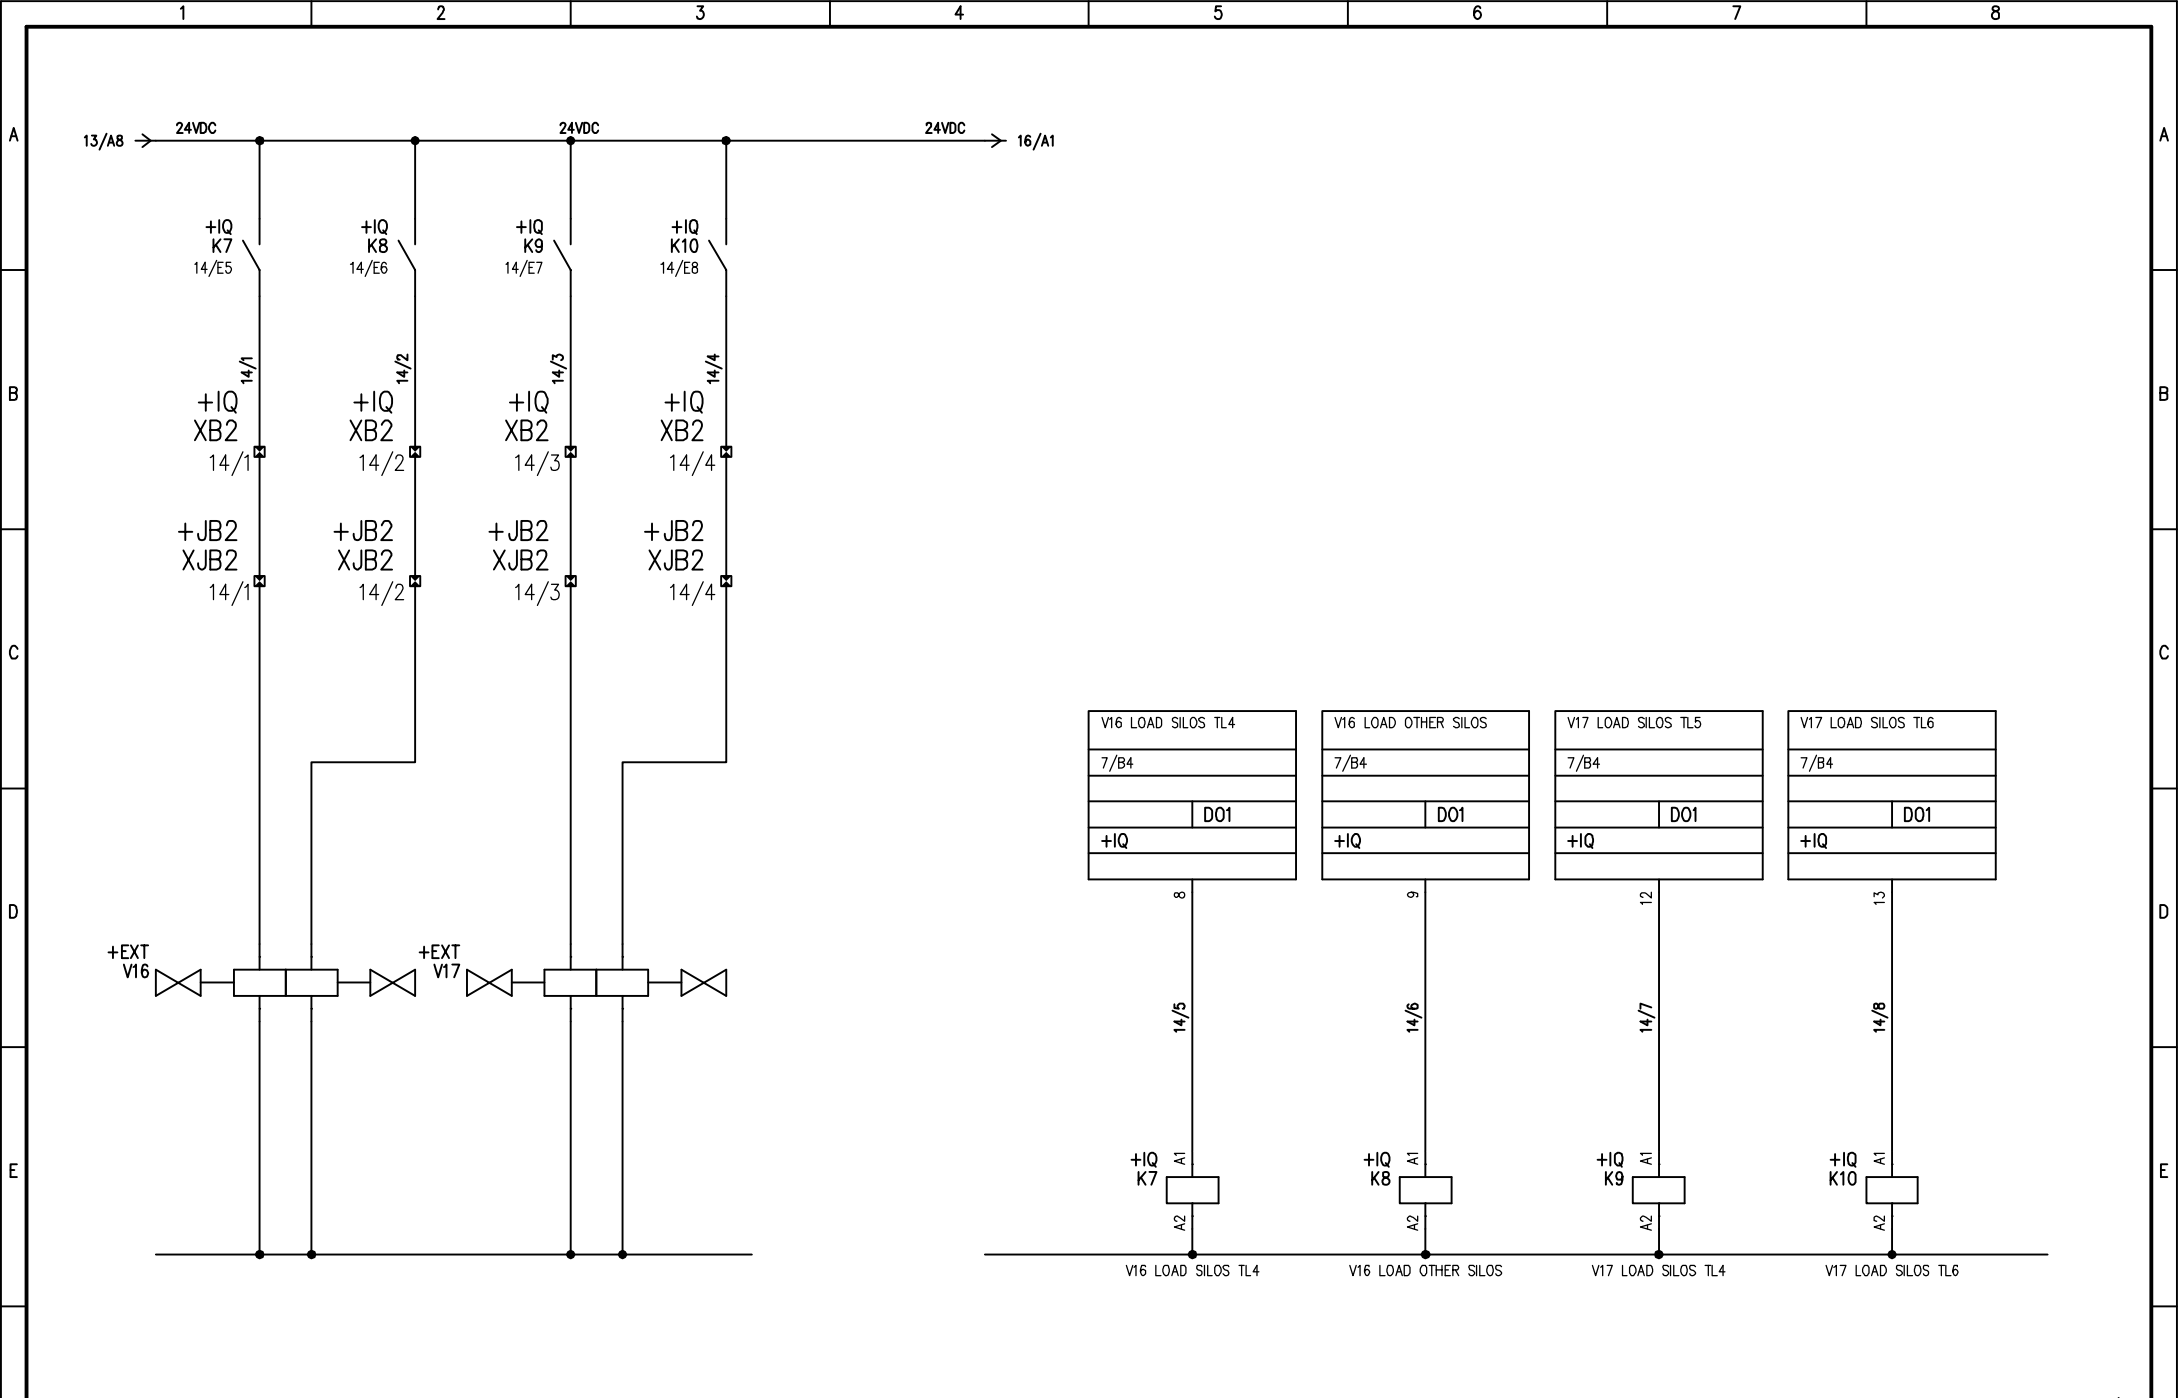 1 2 3 4 5 6 7 8
A A
24VDC 24VDC 24VDC
13/A8 16/A1
+IQ +IQ +IQ +IQ
K7 K8 K9 K10
14/E5 14/E6 14/E7 14/E8
14/1 14/2 14/3 14/4
B B
+IQ +IQ +IQ +IQ
XB2 XB2 XB2 XB2
14/1 14/2 14/3 14/4
+JB2 +JB2 +JB2 +JB2
XJB2 XJB2 XJB2 XJB2
14/1 14/2 14/3 14/4
C C
V16 LOAD SILOS TL4 V16 LOAD OTHER SILOS V17 LOAD SILOS TL5 V17 LOAD SILOS TL6
7/B4 7/B4 7/B4 7/B4
DO1 DO1 DO1 DO1
+IQ +IQ +IQ +IQ
8 9 12 13
D D
+EXT +EXT
V16 V17
14/5 14/6 14/7 14/8
E E
+IQ A1 +IQ A1 +IQ A1 +IQ A1
K7 K8 K9 K10
A2 A2 A2 A2
V16 LOAD SILOS TL4 V16 LOAD OTHER SILOS V17 LOAD SILOS TL4 V17 LOAD SILOS TL6